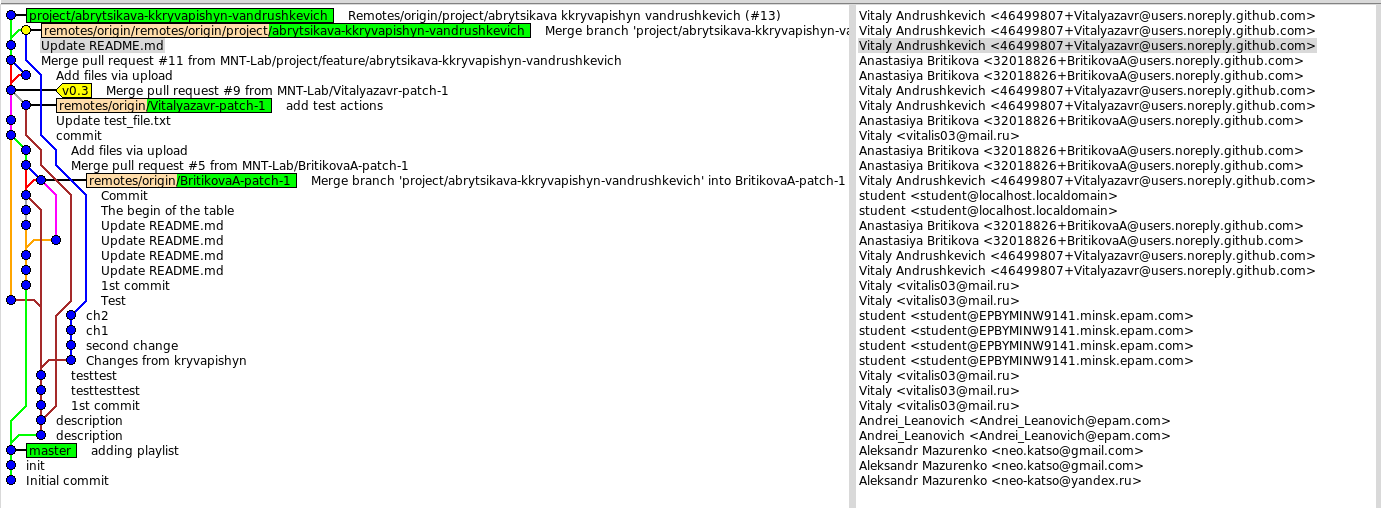 project/abrytsikava-kkryvapishyn-vandrushkevich Remotes/origin/project/abrytsikava kkryvapishyn vandrushkevich (#13) Vitaly Andrushkevich <46499807+Vitalyazavr@users.noreply.github.com>
remotes/origin/remotes/origin/project/abrytsikava-kkryvapishyn-vandrushkevich Merge branch 'project/abrytsikava-kkryvapishyn-va Vitaly Andrushkevich <46499807+Vitalyazavr@users.noreply.github.com>
Update README.md Vitaly Andrushkevich <46499807+Vitalyazavr@users.noreply.github.com>
Merge pull request #11 from MNT-Lab/project/feature/abrytsikava-kkryvapishyn-vandrushkevich Anastasiya Britikova <32018826+BritikovaA@users.noreply.github.com>
Add files via upload Anastasiya Britikova <32018826+BritikovaA@users.noreply.github.com>
v0.3 Merge pull request #9 from MNT-Lab/Vitalyazavr-patch-1 Vitaly Andrushkevich <46499807+Vitalyazavr@users.noreply.github.com>
remotes/origin/Vitalyazavr-patch-1 add test actions Vitaly Andrushkevich <46499807+Vitalyazavr@users.noreply.github.com>
Update test_file.txt Anastasiya Britikova <32018826+BritikovaA@users.noreply.github.com>
commit Vitaly <vitalis03@mail.ru>
Add files via upload Anastasiya Britikova <32018826+BritikovaA@users.noreply.github.com>
Merge pull request #5 from MNT-Lab/BritikovaA-patch-1 Anastasiya Britikova <32018826+BritikovaA@users.noreply.github.com>
remotes/origin/BritikovaA-patch-1 Merge branch 'project/abrytsikava-kkryvapishyn-vandrushkevich' into BritikovaA-patch-1 Vitaly Andrushkevich <46499807+Vitalyazavr@users.noreply.github.com>
Commit student <student@localhost.localdomain>
The begin of the table student <student@localhost.localdomain>
Update README.md Anastasiya Britikova <32018826+BritikovaA@users.noreply.github.com>
Update README.md Anastasiya Britikova <32018826+BritikovaA@users.noreply.github.com>
Update README.md Vitaly Andrushkevich <46499807+Vitalyazavr@users.noreply.github.com>
Update README.md Vitaly Andrushkevich <46499807+Vitalyazavr@users.noreply.github.com>
1st commit Vitaly <vitalis03@mail.ru>
Test Vitaly <vitalis03@mail.ru>
ch2 student <student@EPBYMINW9141.minsk.epam.com>
ch1 student <student@EPBYMINW9141.minsk.epam.com>
second change student <student@EPBYMINW9141.minsk.epam.com>
Changes from kryvapishyn student <student@EPBYMINW9141.minsk.epam.com>
testtest Vitaly <vitalis03@mail.ru>
testtesttest Vitaly <vitalis03@mail.ru>
1st commit Vitaly <vitalis03@mail.ru>
description Andrei_Leanovich <Andrei_Leanovich@epam.com>
description Andrei_Leanovich <Andrei_Leanovich@epam.com>
master adding playlist Aleksandr Mazurenko <neo.katso@gmail.com>
init Aleksandr Mazurenko <neo.katso@gmail.com>
Initial commit Aleksandr Mazurenko <neo-katso@yandex.ru>